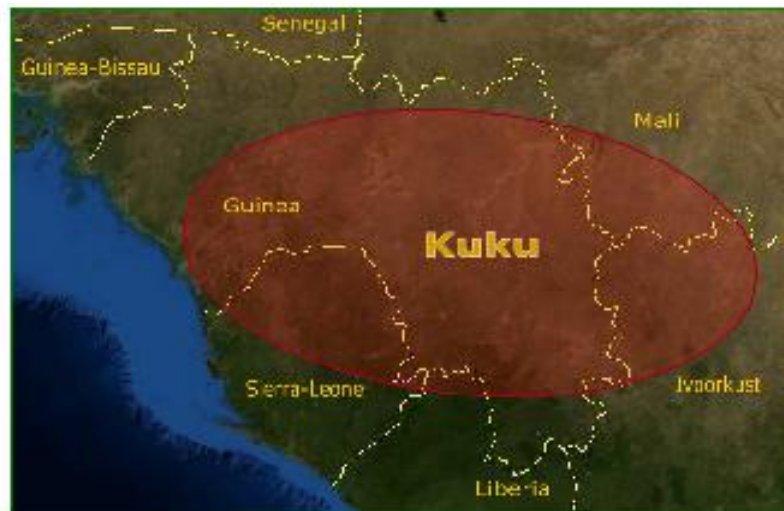 Senegal
Guinea-Bissau
Mali
Guinea
Kuku
Sierra-Leone
Ivoorkust
Liberia